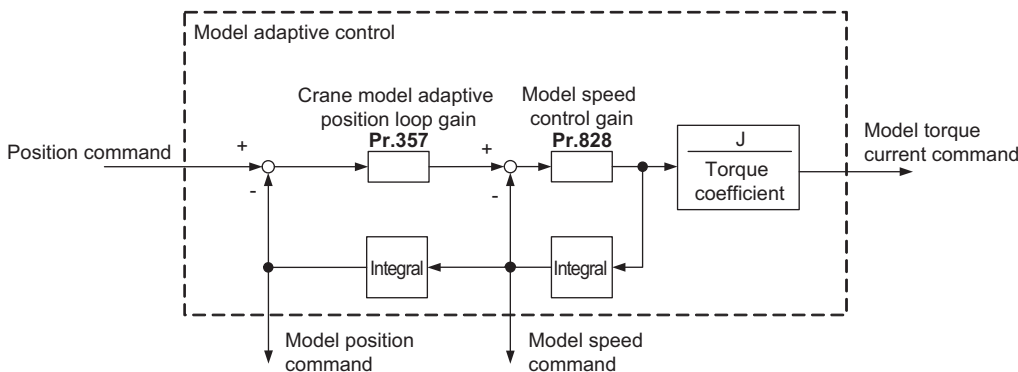 Model adaptive control
Crane model adaptive
position loop gain
Pr.357
Model speed
control gain
Pr.828
Position command
+
-
+
-
J
Torque
coefficient
Model torque
current command
Integral
Integral
Model position
command
Model speed
command